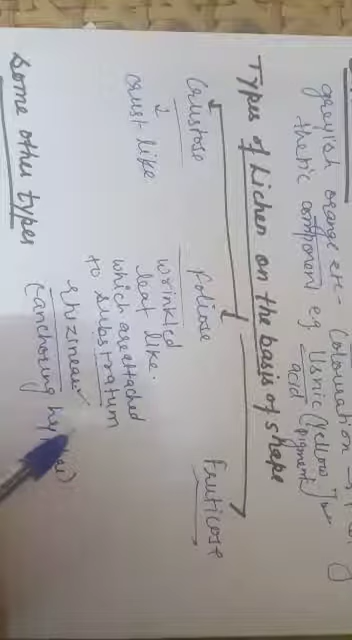 greyish orange etc - Colouration
thetic component eg Usnic (Yellow
acid pigment)
Types of Lichen on the basis of shape
Crustose Foliose Fruticose
↓
crust like
wrinkled
leaf like.
which are attached
to substratum
rhizineae
(anchoring
Some other types